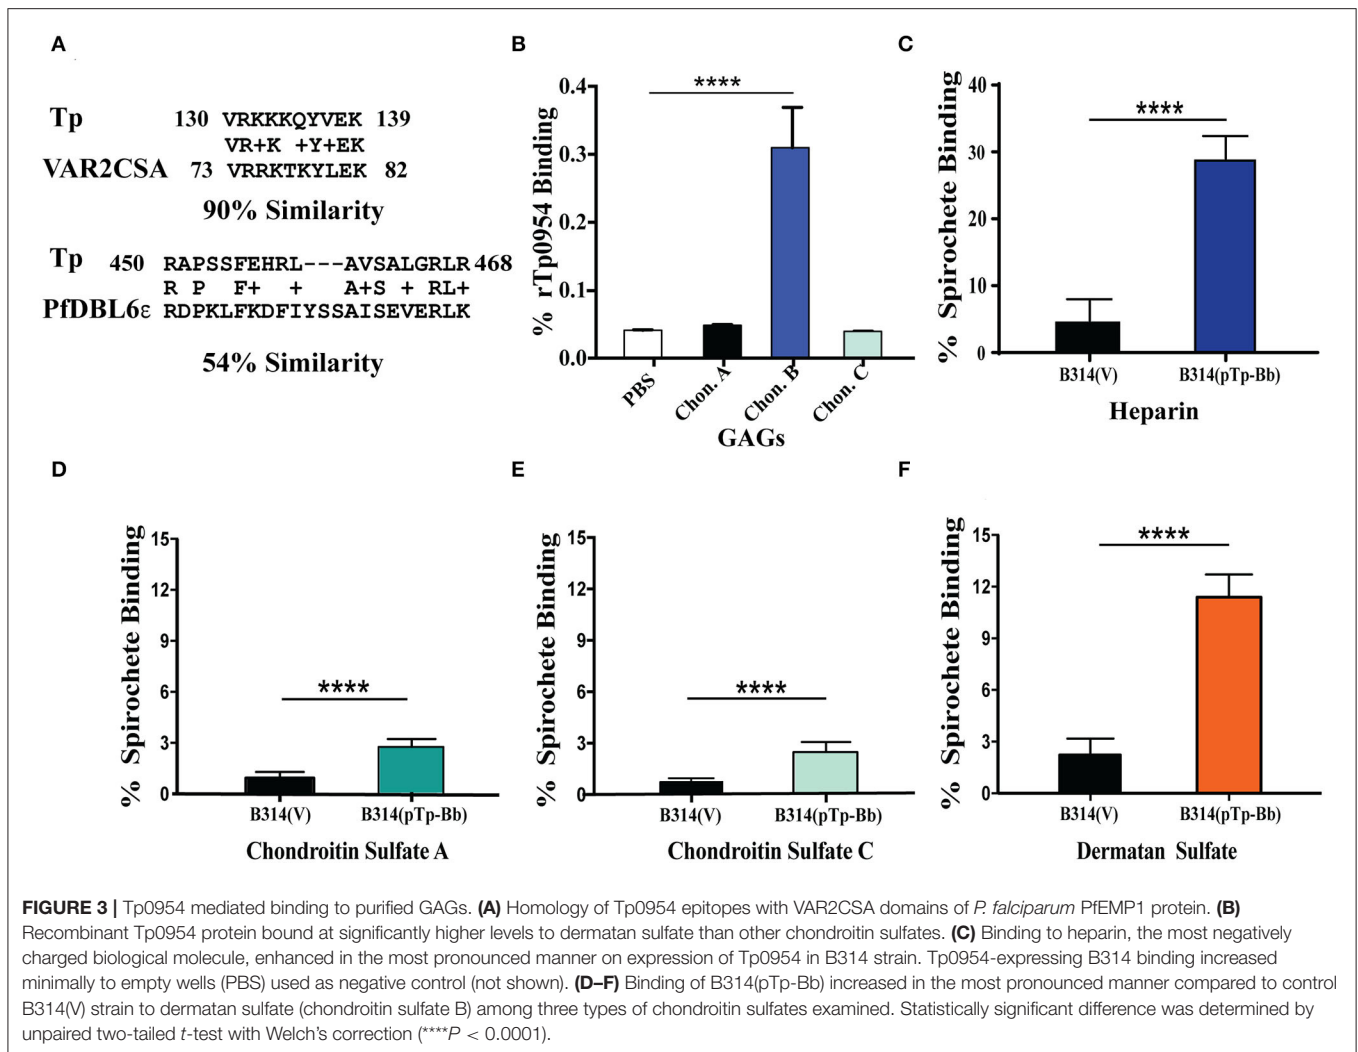 A
Tp 130 VRKKKQYVEK 139
VR+K +Y+EK
VAR2CSA 73 VRRKTKYLEK 82
90% Similarity
Tp 450 RAPSSFEHRL---AVSALGRLR 468
R P F+ + A+S + RL+
PfDBL6ε RDPKLFKDFIYSSAISEVERLK
54% Similarity
B
% rTp0954 Binding
0.4
0.3
0.2
0.1
0.0
****
PBS
Chon. A
Chon. B
Chon. C
GAGs
C
% Spirochete Binding
40
30
20
10
0
****
B314(V)
B314(pTp-Bb)
Heparin
D
% Spirochete Binding
15
12
9
6
3
0
****
B314(V)
B314(pTp-Bb)
Chondroitin Sulfate A
E
% Spirochete Binding
15
12
9
6
3
0
****
B314(V)
B314(pTp-Bb)
Chondroitin Sulfate C
F
% Spirochete Binding
15
12
9
6
3
0
****
B314(V)
B314(pTp-Bb)
Dermatan Sulfate
FIGURE 3 | Tp0954 mediated binding to purified GAGs. (A) Homology of Tp0954 epitopes with VAR2CSA domains of P. falciparum PfEMP1 protein. (B)
Recombinant Tp0954 protein bound at significantly higher levels to dermatan sulfate than other chondroitin sulfates. (C) Binding to heparin, the most negatively
charged biological molecule, enhanced in the most pronounced manner on expression of Tp0954 in B314 strain. Tp0954-expressing B314 binding increased
minimally to empty wells (PBS) used as negative control (not shown). (D–F) Binding of B314(pTp-Bb) increased in the most pronounced manner compared to control
B314(V) strain to dermatan sulfate (chondroitin sulfate B) among three types of chondroitin sulfates examined. Statistically significant difference was determined by
unpaired two-tailed t-test with Welch's correction (****P < 0.0001).